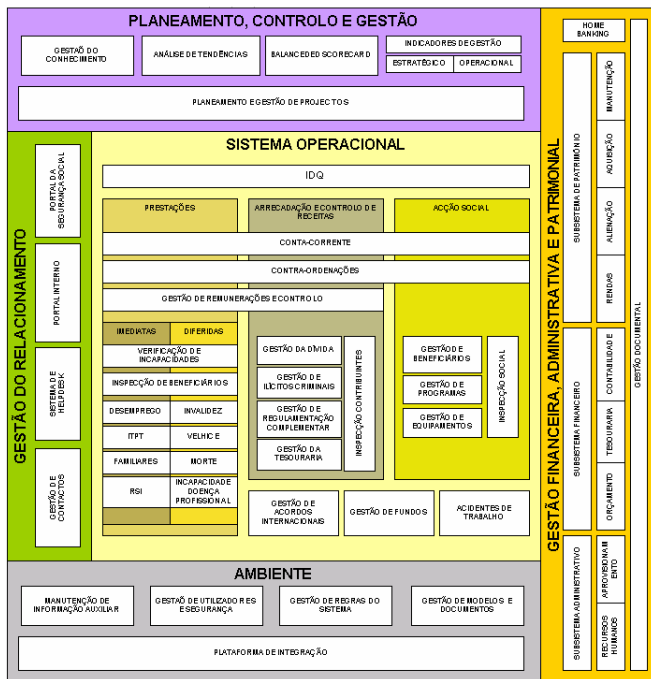 PLANEAMENTO, CONTROLO E GESTÃO
GESTAÕ DO
CONHECIMENTO
ANÁLISE DE TENDÊNCIAS
BALANCEDED SCORECARD
INDICADORES DE GESTÃO
ESTRATÉGICO
OPERACIONAL
PLANEAMENTO E GESTÃO DE PROJECTOS
GESTÃO DO RELACIONAMENTO
PORTAL DA
SEGURANÇA SOCIAL
PORTAL INTERNO
SISTEMA DE
HELPDESK
GESTÃO DE
CONTACTOS
SISTEMA OPERACIONAL
IDQ
PRESTAÇÕES
ARRECADAÇÃO E CONTROLO DE
RECEITAS
ACÇÃO SOCIAL
CONTA-CORRENTE
CONTRA-ORDENAÇÕES
GESTÃO DE REMUNERAÇÕES E CONTROLO
IMEDIATAS
DIFERIDAS
VERIFICAÇÃO DE
INCAPACIDADES
INSPECÇÃO DE BENEFICIÁRIOS
DESEMPREGO
INVALIDEZ
ITPT
VELHICE
FAMILIARES
MORTE
RSI
INCAPACIDADE
DOENÇA
PROFISSIONAL
GESTÃO DA DÍVIDA
GESTÃO DE
ILÍCITOS CRIMINAIS
GESTÃO DE
REGULAMENTAÇÃO
COMPLEMENTAR
GESTÃO DA
TESOURARIA
INSPECÇÃO CONTRIBUINTES
GESTÃO DE
BENEFICIÁRIOS
GESTÃO DE
PROGRAMAS
GESTÃO DE
EQUIPAMENTOS
INSPECÇÃO SOCIAL
GESTÃO DE
ACORDOS
INTERNACIONAIS
GESTÃO DE FUNDOS
ACIDENTES DE
TRABALHO
AMBIENTE
MANUTENÇÃO DE
INFORMAÇÃO AUXILIAR
GESTAÕ DE UTILIZADORES
E SEGURANÇA
GESTÃO DE REGRAS DO
SISTEMA
GESTÃO DE MODELOS E
DOCUMENTOS
PLATAFORMA DE INTEGRAÇÃO
GESTÃO FINANCEIRA, ADMINISTRATIVA E PATRIMONIAL
HOME
BANKING
SUBSISTEMA DE PATRIMÓNIO
MANUTENÇÃO
AQUISIÇÃO
ALIENAÇÃO
RENDAS
SUBSISTEMA FINANCEIRO
CONTABILIDADE
TESOURARIA
ORÇAMENTO
SUBSISTEMA ADMINISTRATIVO
APROVISIONAM
ENTO
RECURSOS
HUMANOS
GESTÃO DOCUMENTAL